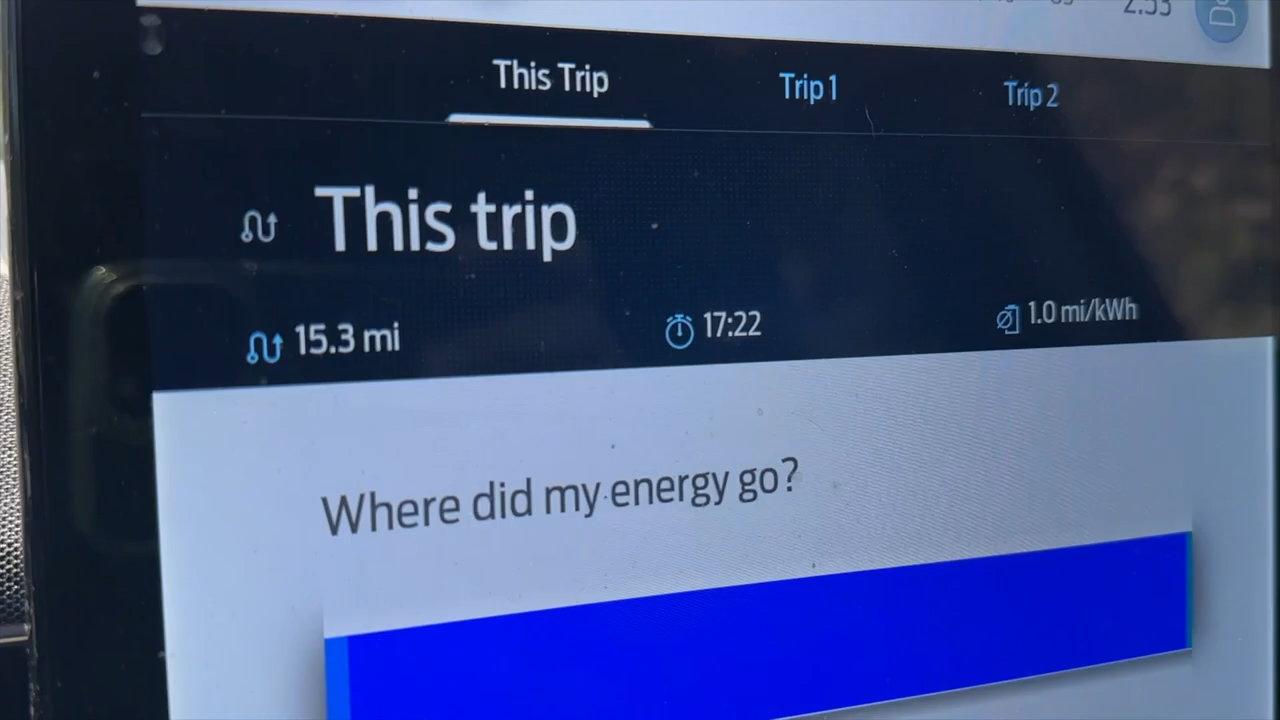 This Trip Trip 1 Trip 2
This trip
15.3 mi 17:22 1.0 mi/kWh
Where did my energy go?